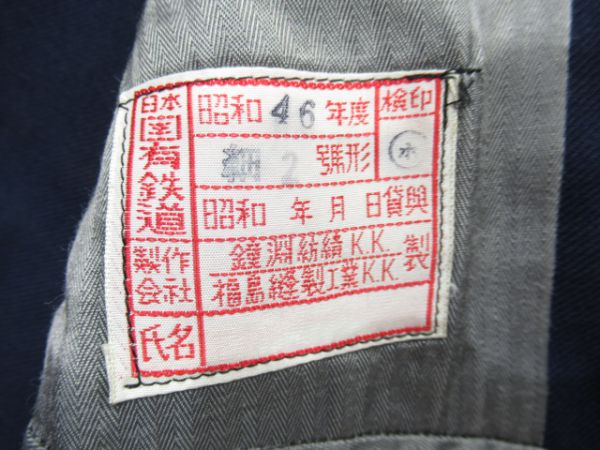 日本国有鉄道
昭和46年度
検印
2 號形
昭和 年 月 日貸與
製作会社
鐘淵紡績K.K.
福島縫製工業K.K.
製
氏名